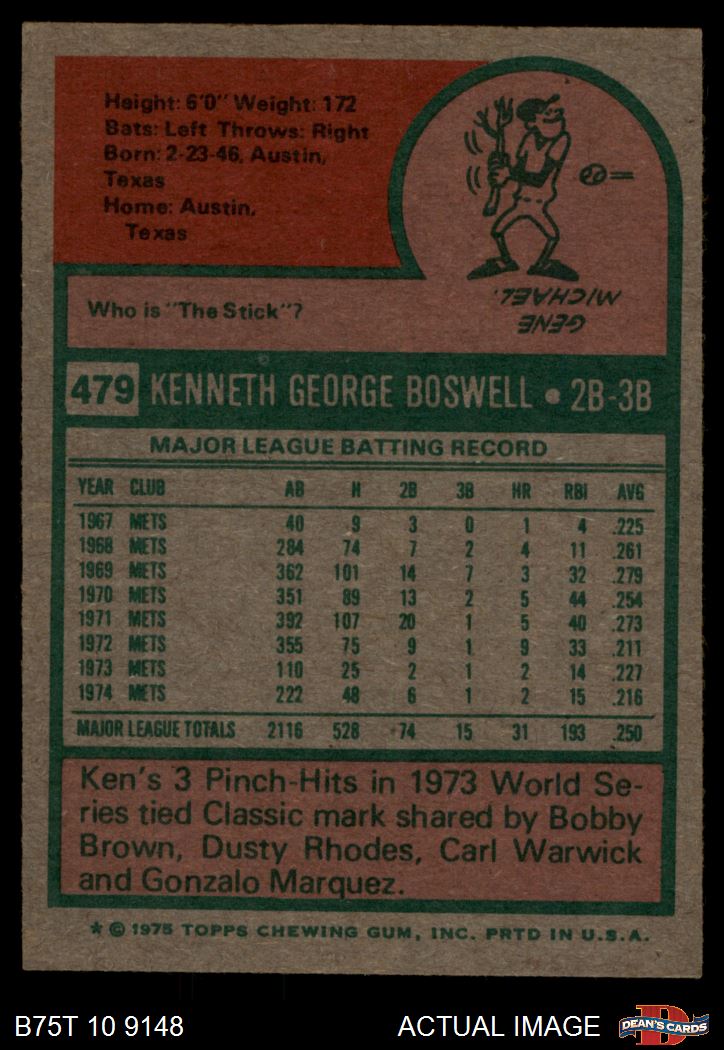 Height: 6'0" Weight: 172
Bats: Left Throws: Right
Born: 2-23-46, Austin,
Texas
Home: Austin,
Texas
GENE
MICHAEL.
Who is "The Stick"?
479 KENNETH GEORGE BOSWELL • 2B-3B
MAJOR LEAGUE BATTING RECORD
YEAR CLUB AB H 2B 3B HR RBI AVG
1967 METS 40 9 3 0 1 4 .225
1968 METS 284 74 7 2 4 11 .261
1969 METS 362 101 14 7 3 32 .279
1970 METS 351 89 13 2 5 44 .254
1971 METS 392 107 20 1 5 40 .273
1972 METS 355 75 9 1 9 33 .211
1973 METS 110 25 2 1 2 14 .227
1974 METS 222 48 6 1 2 15 .216
MAJOR LEAGUE TOTALS 2116 528 74 15 31 193 .250
Ken's 3 Pinch-Hits in 1973 World Se-
ries tied Classic mark shared by Bobby
Brown, Dusty Rhodes, Carl Warwick
and Gonzalo Marquez.
* © 1975 TOPPS CHEWING GUM, INC. PRTD IN U.S.A.
B75T 10 9148 ACTUAL IMAGE
D
DEAN'S CARDS